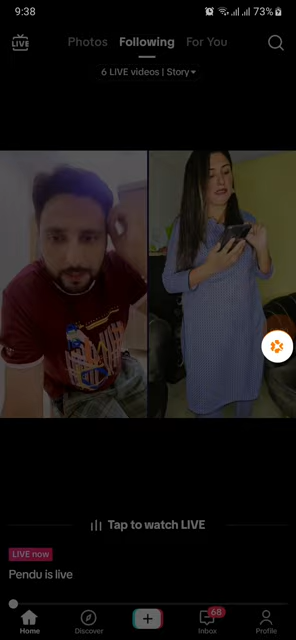 9:38
73%
LIVE
Photos Following For You
6 LIVE videos | Story
Tap to watch LIVE
LIVE now
Pendu is live
68
Home Discover Inbox Profile